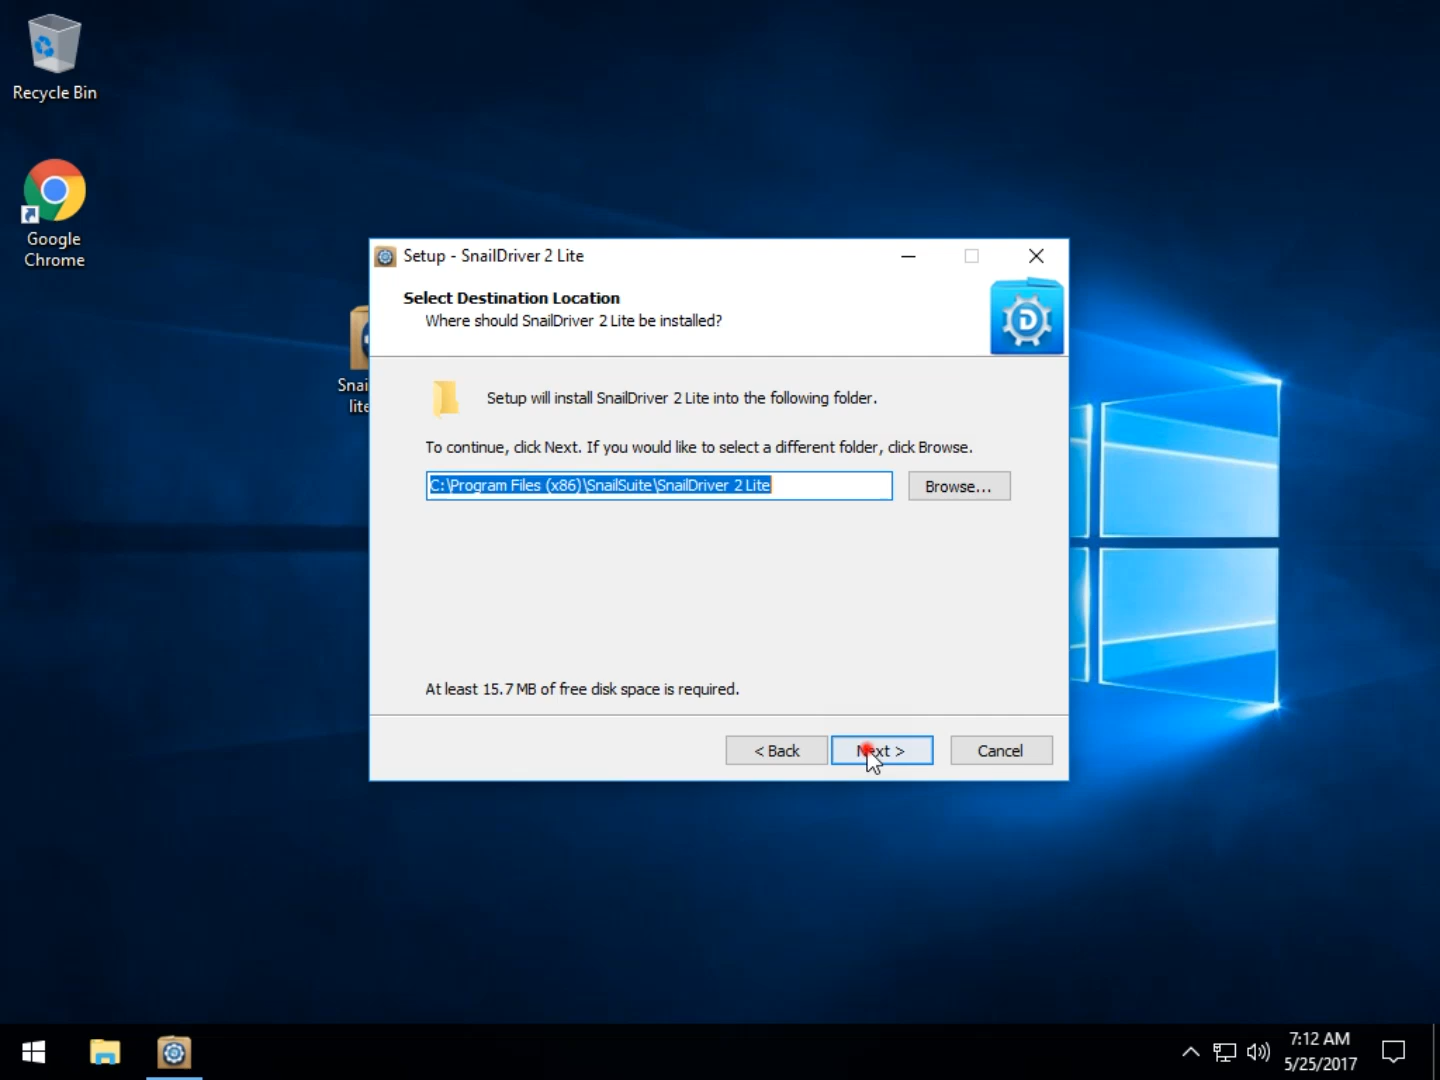 Recycle Bin
Google
Chrome
Snai
lite
Setup - SnailDriver 2 Lite
Select Destination Location
Where should SnailDriver 2 Lite be installed?
D
Setup will install SnailDriver 2 Lite into the following folder.
To continue, click Next. If you would like to select a different folder, click Browse.
C:\Program Files (x86)\SnailSuite\SnailDriver 2 Lite
Browse...
At least 15.7 MB of free disk space is required.
< Back
Next >
Cancel
7:12 AM
5/25/2017